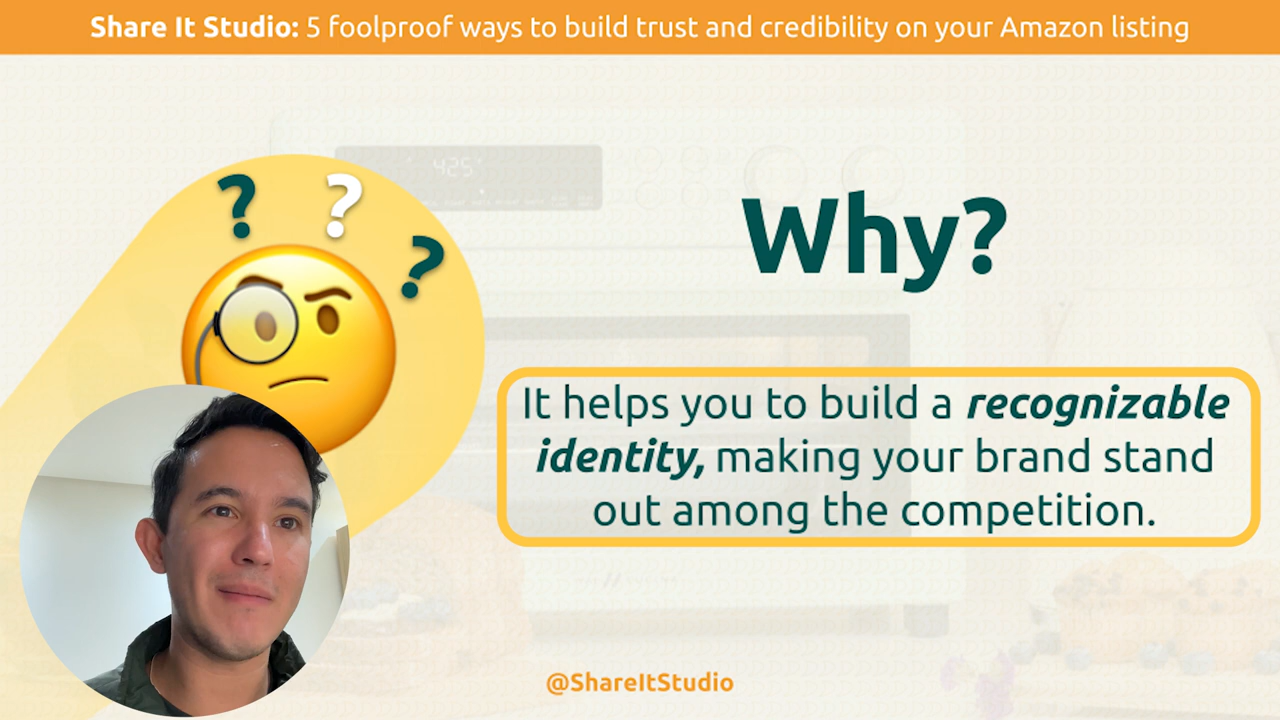 Share It Studio: 5 foolproof ways to build trust and credibility on your Amazon listing
425
? ? ?
Why?
It helps you to build a recognizable
identity, making your brand stand
out among the competition.
@ShareItStudio